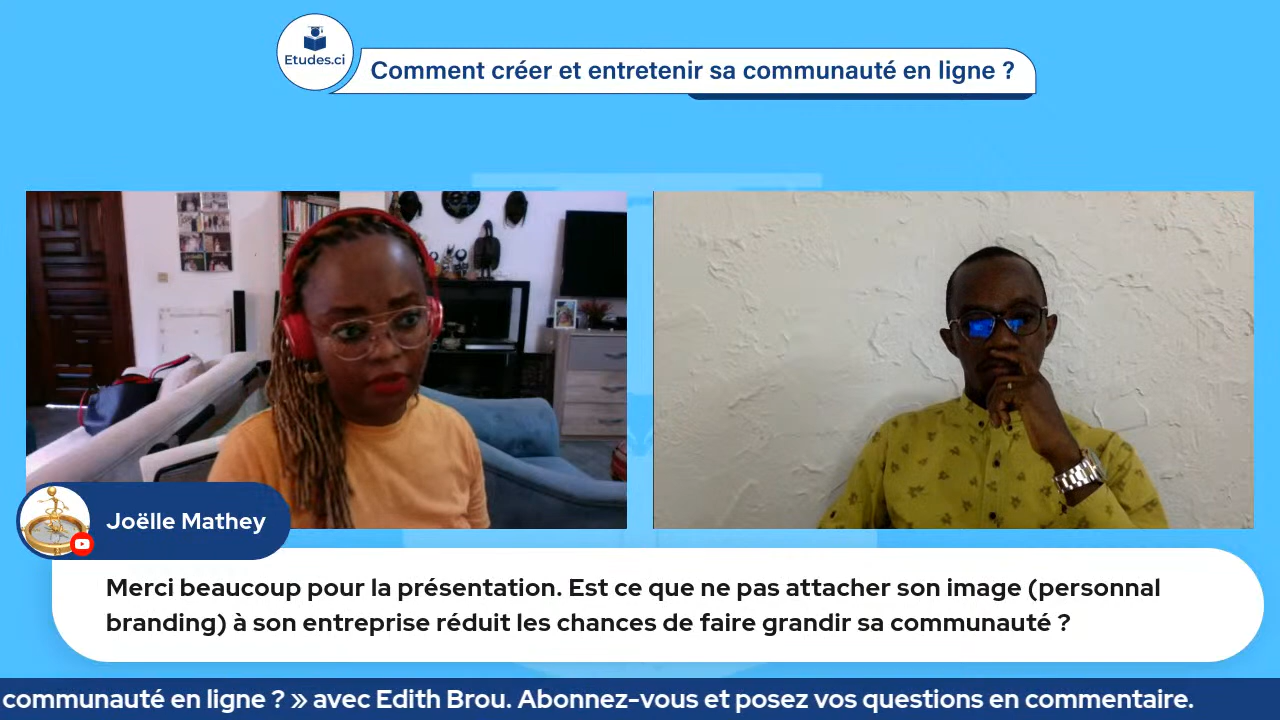 Etudes.ci
Comment créer et entretenir sa communauté en ligne ?
Joëlle Mathey
Merci beaucoup pour la présentation. Est ce que ne pas attacher son image (personnal
branding) à son entreprise réduit les chances de faire grandir sa communauté ?
communauté en ligne ? » avec Edith Brou. Abonnez-vous et posez vos questions en commentaire.